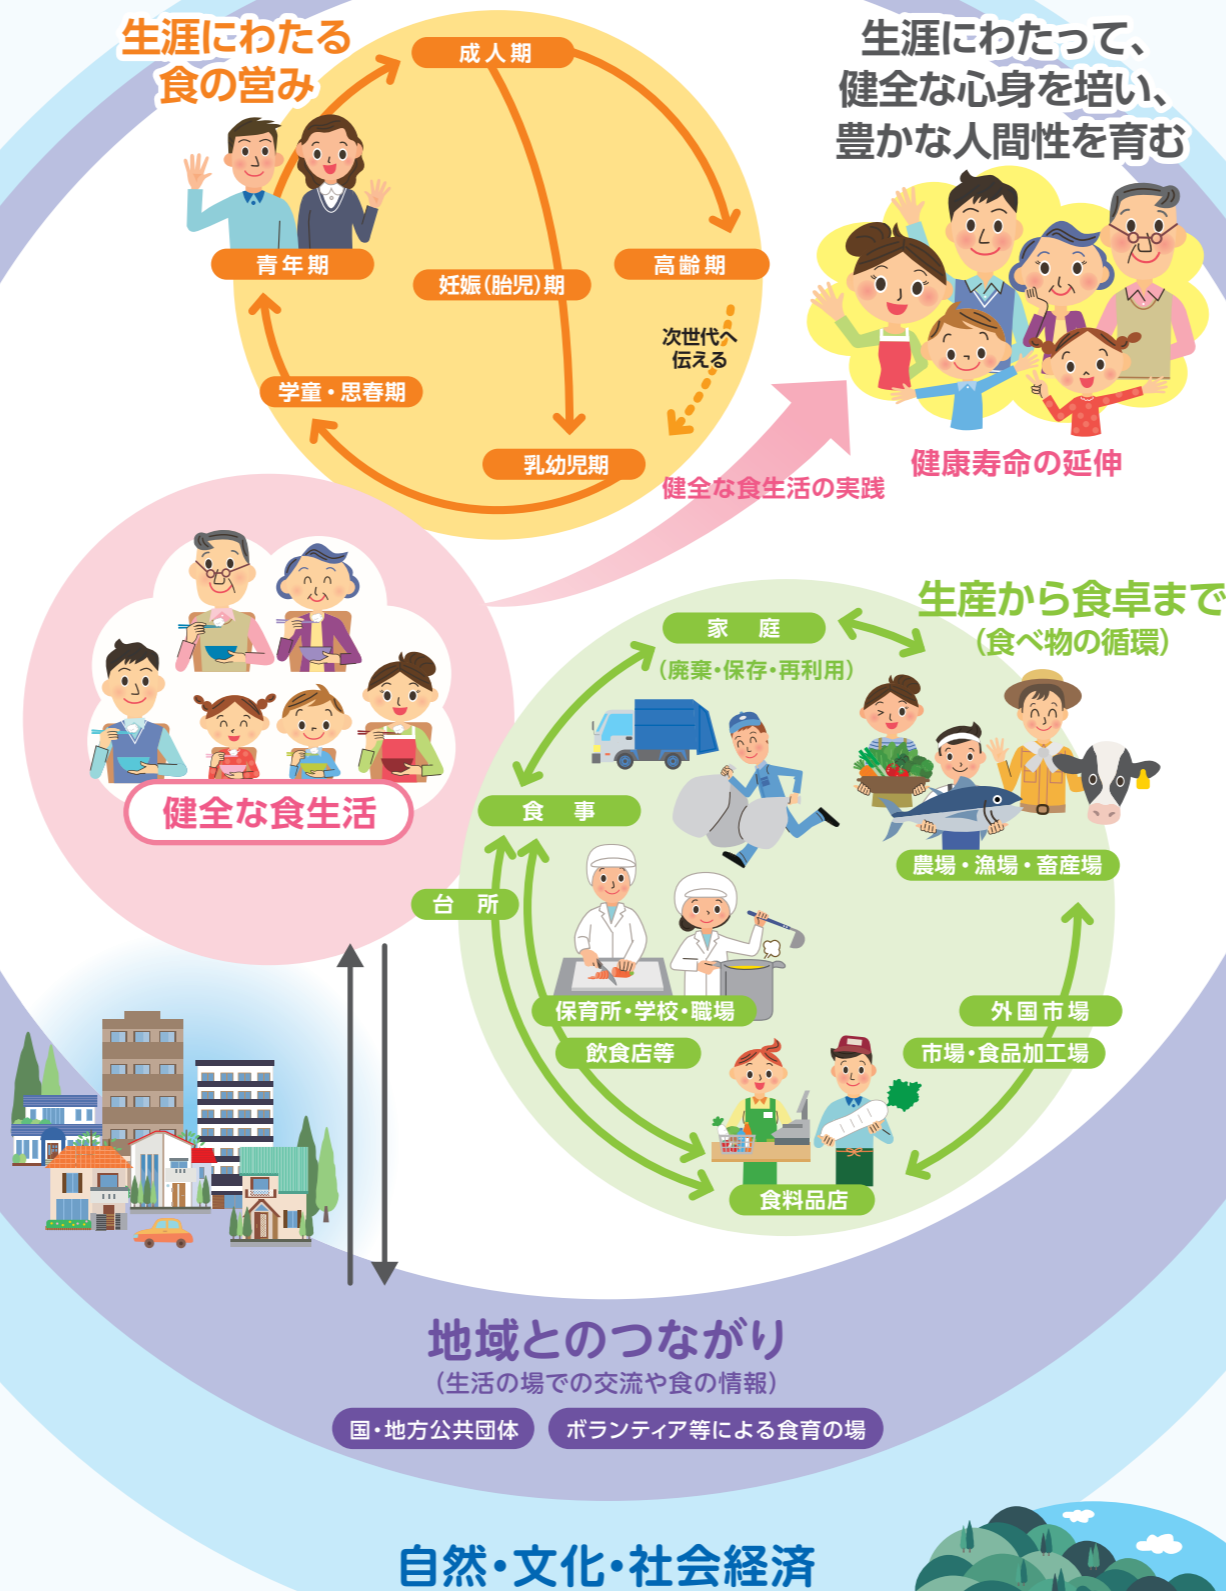 生涯にわたる
食の営み
成人期
青年期
妊娠(胎児)期
高齢期
次世代へ
伝える
学童・思春期
乳幼児期
生涯にわたって、
健全な心身を培い、
豊かな人間性を育む
健康寿命の延伸
健全な食生活の実践
健全な食生活
生産から食卓まで
(食べ物の循環)
家庭
(廃棄・保存・再利用)
食事
農場・漁場・畜産場
台所
保育所・学校・職場
飲食店等
外国市場
市場・食品加工場
食料品店
地域とのつながり
(生活の場での交流や食の情報)
国・地方公共団体
ボランティア等による食育の場
自然・文化・社会経済